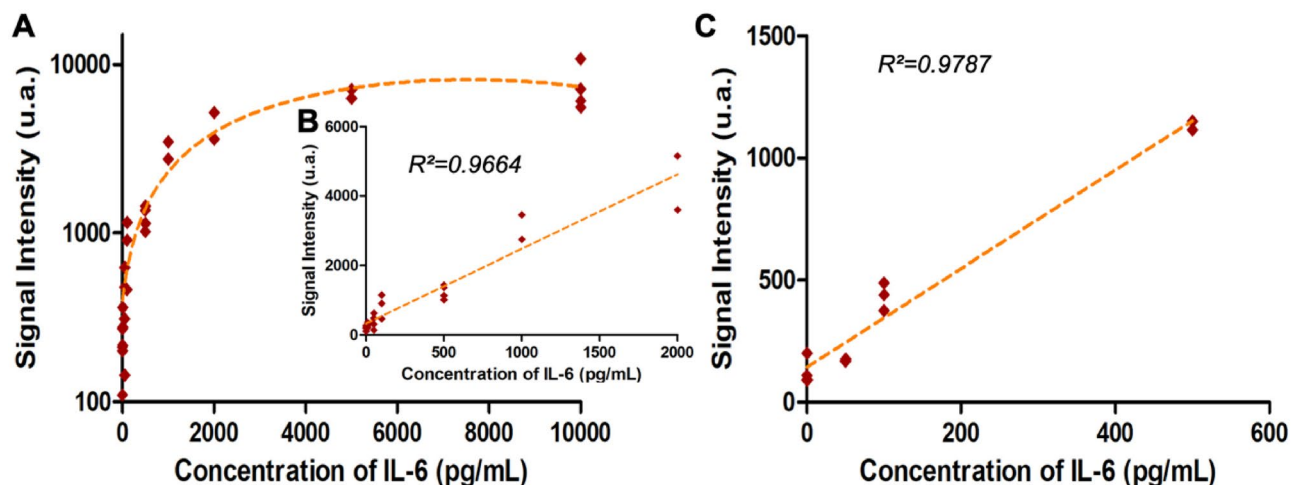 A
Signal Intensity (u.a.)
10000
1000
100
0 2000 4000 6000 8000 10000
Concentration of IL-6 (pg/mL)
B
R²=0.9664
Signal Intensity (u.a.)
6000
4000
2000
0
0 500 1000 1500 2000
Concentration of IL-6 (pg/mL)
C
R²=0.9787
Signal Intensity (u.a.)
1500
1000
500
0
0 200 400 600
Concentration of IL-6 (pg/mL)